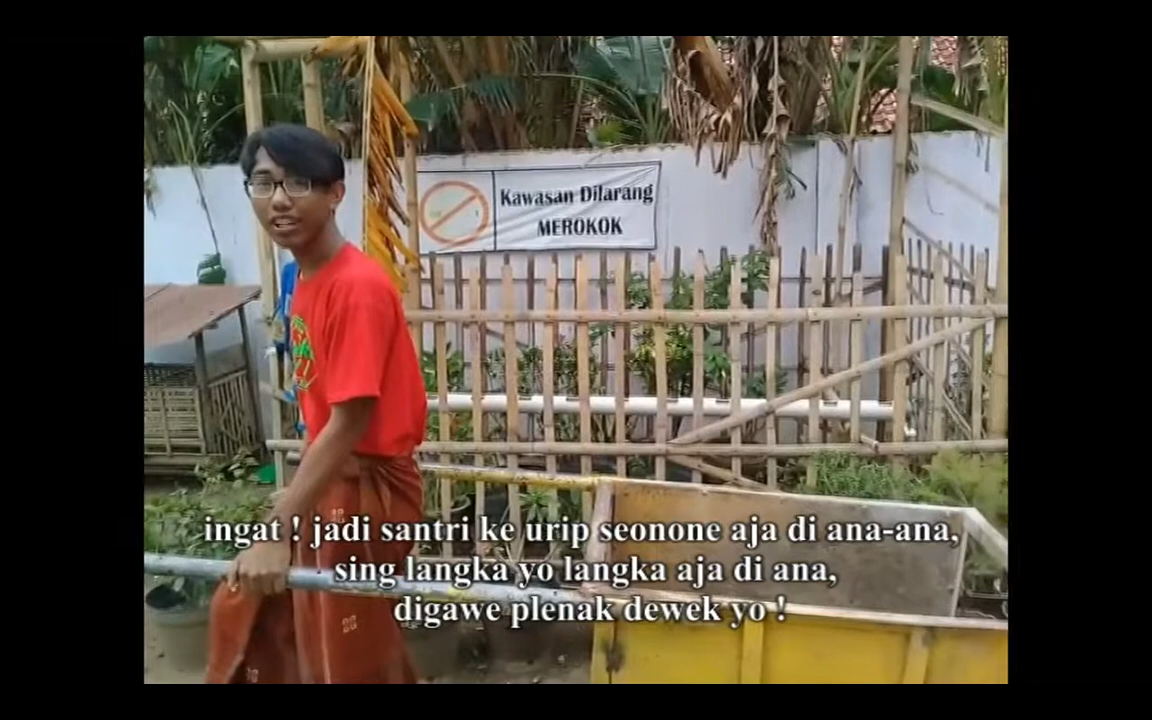 Kawasan Dilarang
MEROKOK
ingat ! jadi santri ke urip seonone aja di ana-ana,
sing langka yo langka aja di ana,
digawe plenak dewek yo !